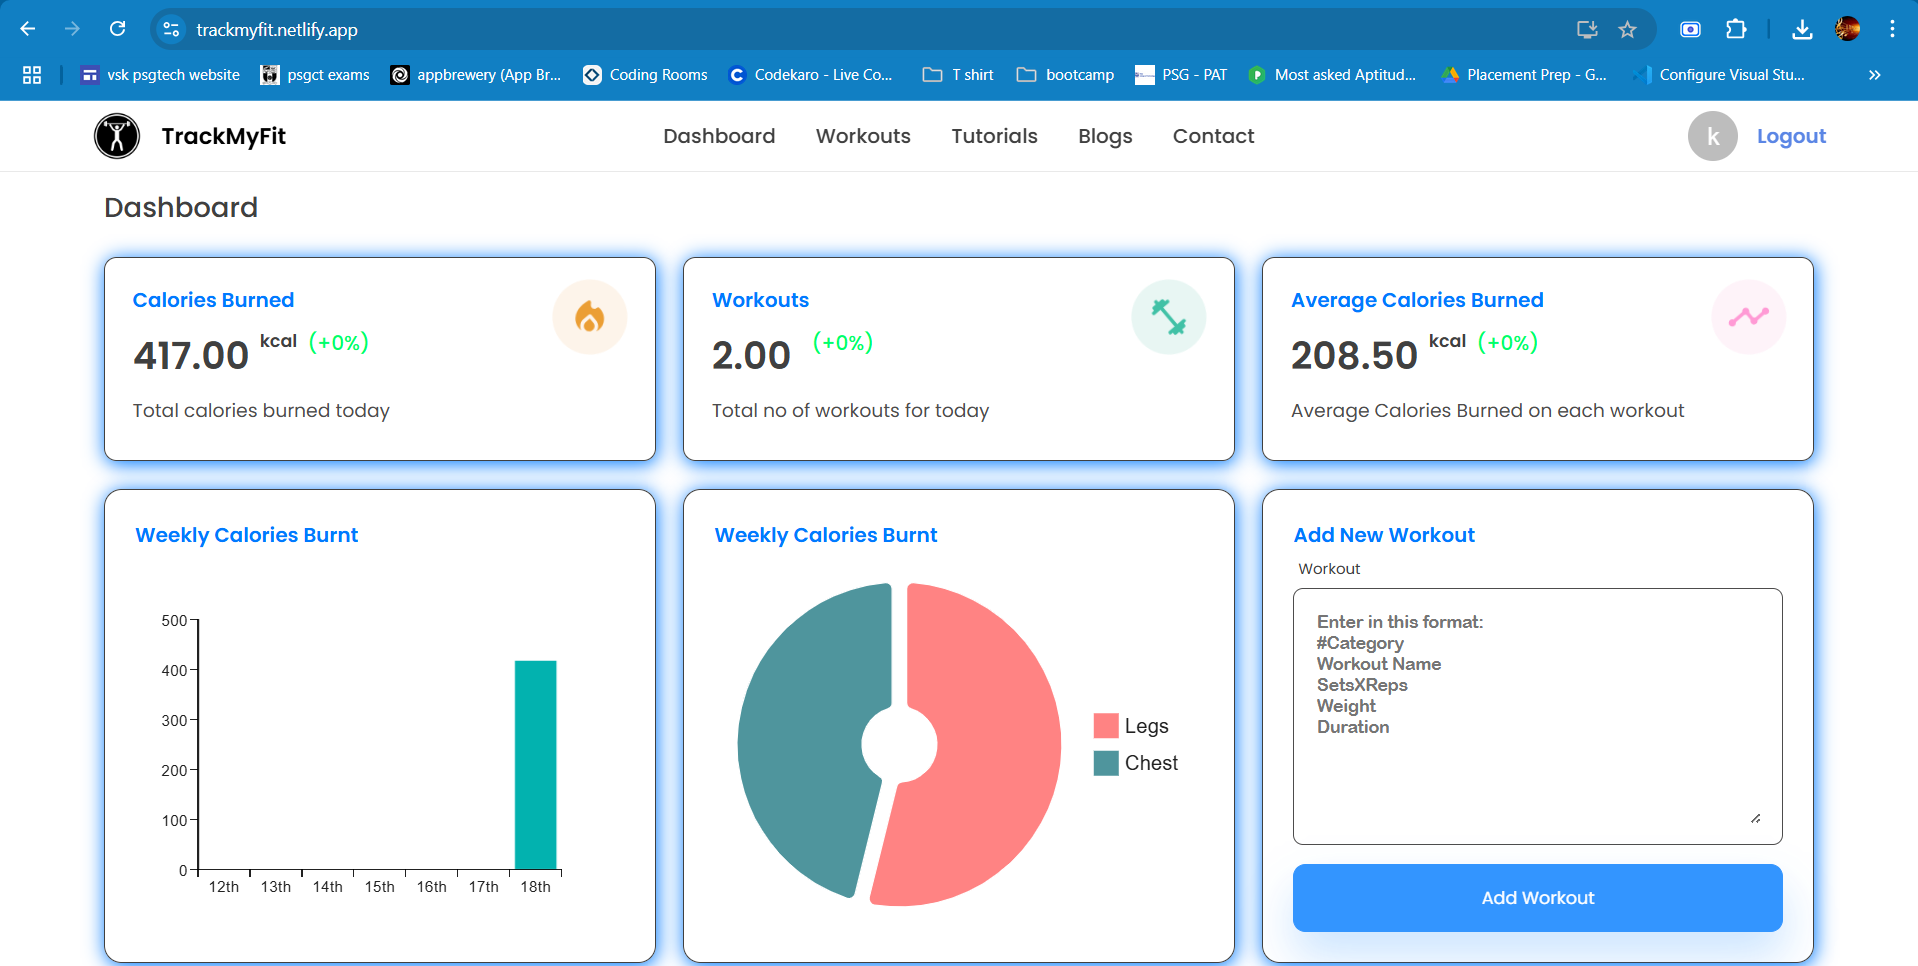 trackmyfit.netlify.app
vsk psgtech website
psgct exams
appbrewery (App Br...
Coding Rooms
Codekaro - Live Co...
T shirt
bootcamp
PSG - PAT
Most asked Aptitud...
Placement Prep - G...
Configure Visual Stu...
TrackMyFit
Dashboard
Workouts
Tutorials
Blogs
Contact
k
Logout
Dashboard
Calories Burned
417.00 kcal (+0%)
Total calories burned today
Workouts
2.00 (+0%)
Total no of workouts for today
Average Calories Burned
208.50 kcal (+0%)
Average Calories Burned on each workout
Weekly Calories Burnt
500
400
300
200
100
0
12th 13th 14th 15th 16th 17th 18th
Weekly Calories Burnt
Legs
Chest
Add New Workout
Workout
Enter in this format:
#Category
Workout Name
SetsXReps
Weight
Duration
Add Workout